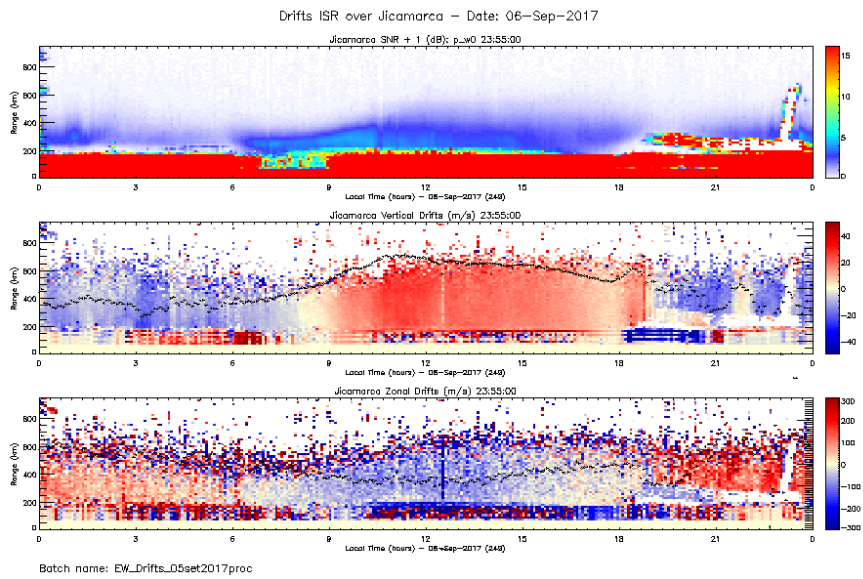 Drifts ISR over Jicamarca - Date: 06-Sep-2017
Jicamarca SNR + 1 (dB): p_w0 23:55:00
Range (km)
800
600
400
200
0
0 3 6 9 12 15 18 21 0
Local Time (hours) - 05-Sep-2017 (249)
15
10
5
0
Jicamarca Vertical Drifts (m/s) 23:55:00
Range (km)
800
600
400
200
0
0 3 6 9 12 15 18 21 0
Local Time (hours) - 05-Sep-2017 (249)
40
20
0
-20
-40
Jicamarca Zonal Drifts (m/s) 23:55:00
Range (km)
800
600
400
200
0
0 3 6 9 12 15 18 21 0
Local Time (hours) - 05-Sep-2017 (249)
300
200
100
0
-100
-200
-300
Batch name: EW_Drifts_05set2017proc